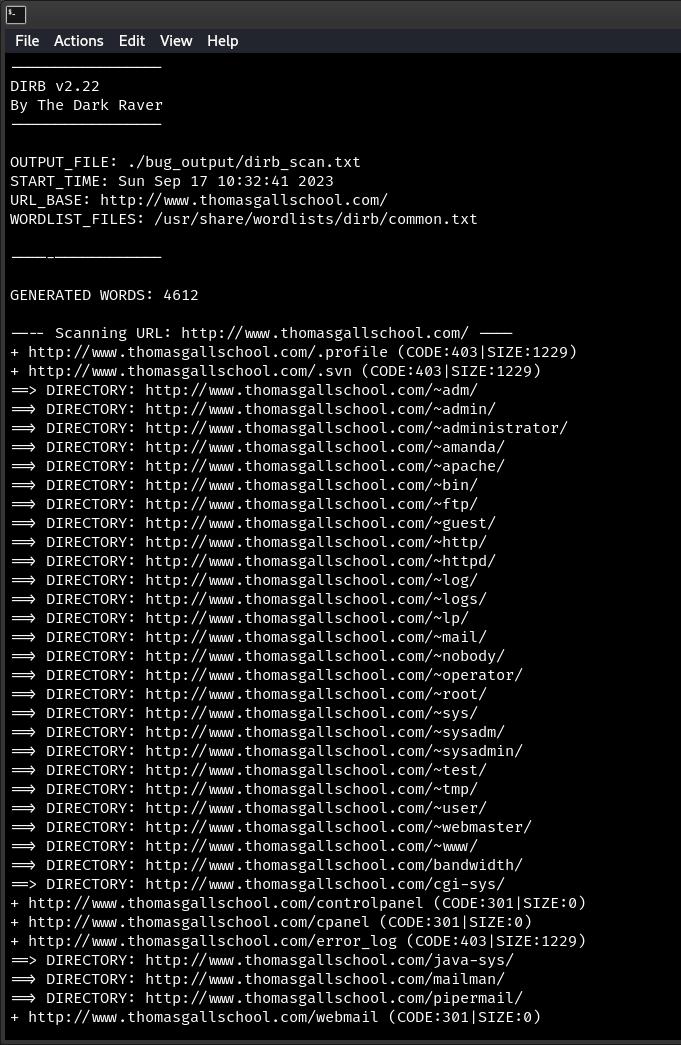 File Actions Edit View Help
-----------------
DIRB v2.22
By The Dark Raver
-----------------
OUTPUT_FILE: ./bug_output/dirb_scan.txt
START_TIME: Sun Sep 17 10:32:41 2023
URL_BASE: http://www.thomasgallschool.com/
WORDLIST_FILES: /usr/share/wordlists/dirb/common.txt
-----------------
GENERATED WORDS: 4612
---- Scanning URL: http://www.thomasgallschool.com/ ----
+ http://www.thomasgallschool.com/.profile (CODE:403|SIZE:1229)
+ http://www.thomasgallschool.com/.svn (CODE:403|SIZE:1229)
==> DIRECTORY: http://www.thomasgallschool.com/~adm/
==> DIRECTORY: http://www.thomasgallschool.com/~admin/
==> DIRECTORY: http://www.thomasgallschool.com/~administrator/
==> DIRECTORY: http://www.thomasgallschool.com/~amanda/
==> DIRECTORY: http://www.thomasgallschool.com/~apache/
==> DIRECTORY: http://www.thomasgallschool.com/~bin/
==> DIRECTORY: http://www.thomasgallschool.com/~ftp/
==> DIRECTORY: http://www.thomasgallschool.com/~guest/
==> DIRECTORY: http://www.thomasgallschool.com/~http/
==> DIRECTORY: http://www.thomasgallschool.com/~httpd/
==> DIRECTORY: http://www.thomasgallschool.com/~log/
==> DIRECTORY: http://www.thomasgallschool.com/~logs/
==> DIRECTORY: http://www.thomasgallschool.com/~lp/
==> DIRECTORY: http://www.thomasgallschool.com/~mail/
==> DIRECTORY: http://www.thomasgallschool.com/~nobody/
==> DIRECTORY: http://www.thomasgallschool.com/~operator/
==> DIRECTORY: http://www.thomasgallschool.com/~root/
==> DIRECTORY: http://www.thomasgallschool.com/~sys/
==> DIRECTORY: http://www.thomasgallschool.com/~sysadm/
==> DIRECTORY: http://www.thomasgallschool.com/~sysadmin/
==> DIRECTORY: http://www.thomasgallschool.com/~test/
==> DIRECTORY: http://www.thomasgallschool.com/~tmp/
==> DIRECTORY: http://www.thomasgallschool.com/~user/
==> DIRECTORY: http://www.thomasgallschool.com/~webmaster/
==> DIRECTORY: http://www.thomasgallschool.com/~www/
==> DIRECTORY: http://www.thomasgallschool.com/bandwidth/
==> DIRECTORY: http://www.thomasgallschool.com/cgi-sys/
+ http://www.thomasgallschool.com/controlpanel (CODE:301|SIZE:0)
+ http://www.thomasgallschool.com/cpanel (CODE:301|SIZE:0)
+ http://www.thomasgallschool.com/error_log (CODE:403|SIZE:1229)
==> DIRECTORY: http://www.thomasgallschool.com/java-sys/
==> DIRECTORY: http://www.thomasgallschool.com/mailman/
==> DIRECTORY: http://www.thomasgallschool.com/pipermail/
+ http://www.thomasgallschool.com/webmail (CODE:301|SIZE:0)